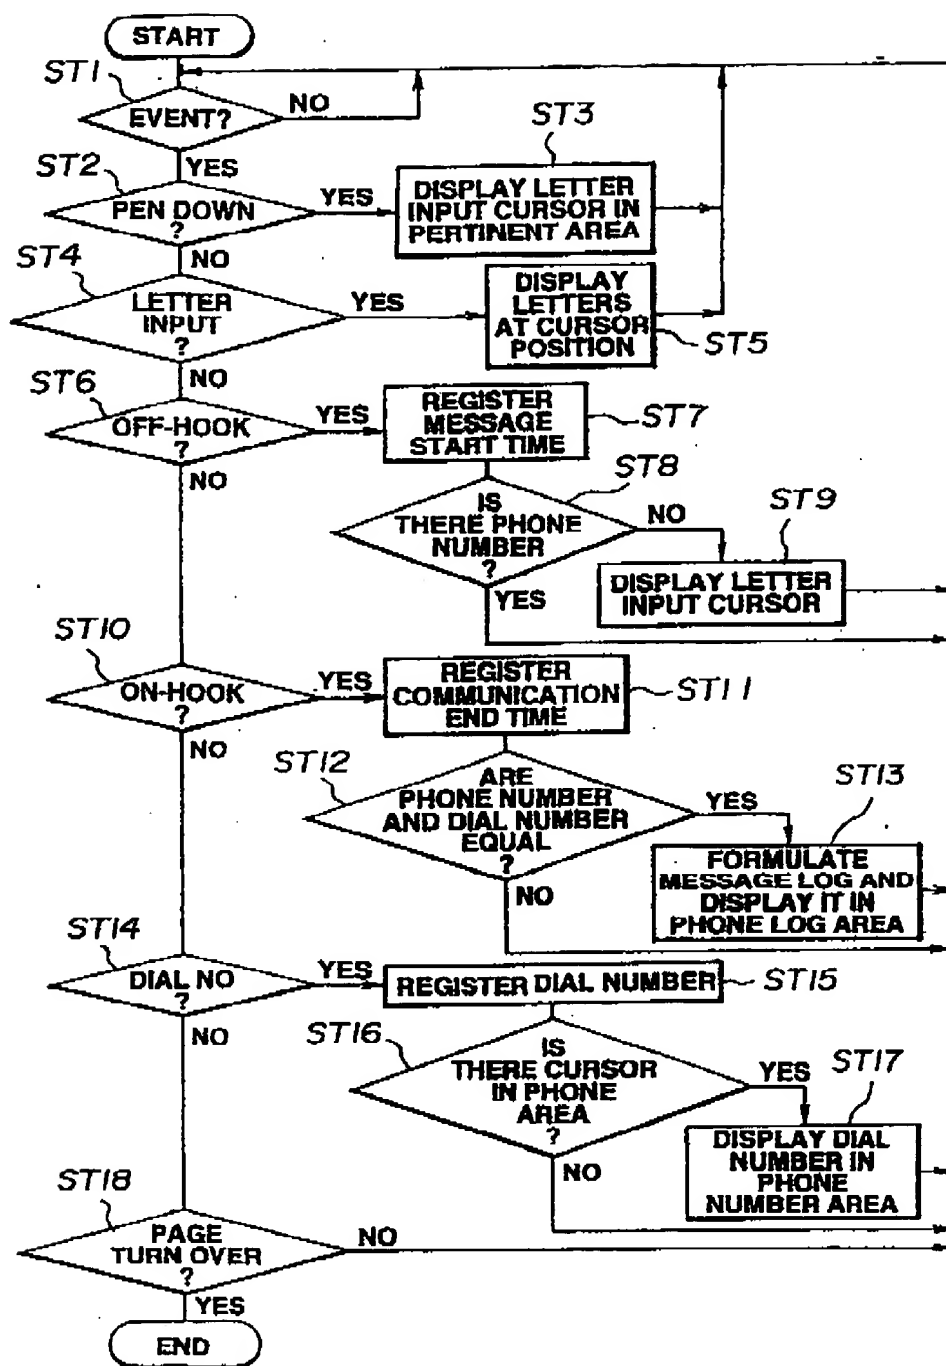 START
ST1
EVENT?
NO
YES
ST2
PEN DOWN
?
YES
NO
ST3
DISPLAY LETTER
INPUT CURSOR IN
PERTINENT AREA
ST4
LETTER
INPUT
?
YES
NO
DISPLAY
LETTERS
AT CURSOR
POSITION
ST5
ST6
OFF-HOOK
?
YES
NO
REGISTER
MESSAGE
START TIME
ST7
ST8
IS
THERE PHONE
NUMBER
?
NO
YES
ST9
DISPLAY LETTER
INPUT CURSOR
ST10
ON-HOOK
?
YES
NO
REGISTER
COMMUNICATION
END TIME
ST11
ST12
ARE
PHONE NUMBER
AND DIAL NUMBER
EQUAL
?
YES
NO
ST13
FORMULATE
MESSAGE LOG AND
DISPLAY IT IN
PHONE LOG AREA
ST14
DIAL NO
?
YES
NO
REGISTER DIAL NUMBER
ST15
ST16
IS
THERE CURSOR
IN PHONE
AREA
?
YES
NO
ST17
DISPLAY DIAL
NUMBER IN
PHONE
NUMBER AREA
ST18
PAGE
TURN OVER
?
NO
YES
END